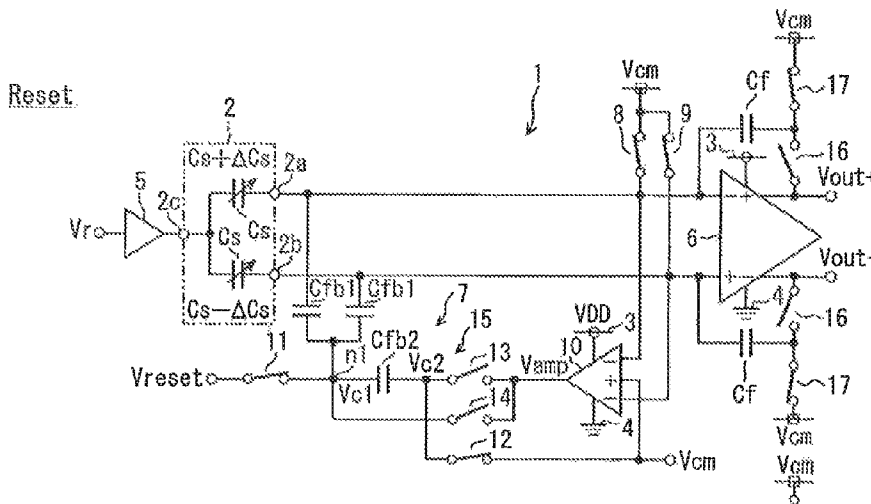 Reset
1
2
Cs+ΔCs
2a
5
2c
Vr
Cs
Cs
2b
Cs-ΔCs
Vcm
8
9
Vcm
17
Cf
3
16
Vout+
+
6
Vout+
4
16
Cf
17
Vcm
Vcm
Cfb1
Cfb1
7
11
n1
Cfb2
15
VDD
3
13
Vc2
Vamp
10
Vreset
Vc1
14
4
12
Vcm